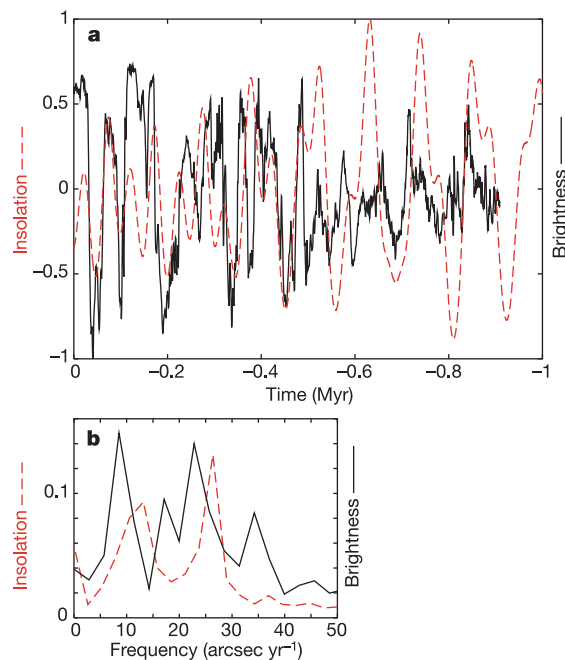 a
1
0.5
0
−0.5
−1
0 −0.2 −0.4 −0.6 −0.8 −1
Time (Myr)
Insolation
Brightness
b
0.1
0
0 10 20 30 40 50
Frequency (arcsec yr⁻¹)
Insolation
Brightness